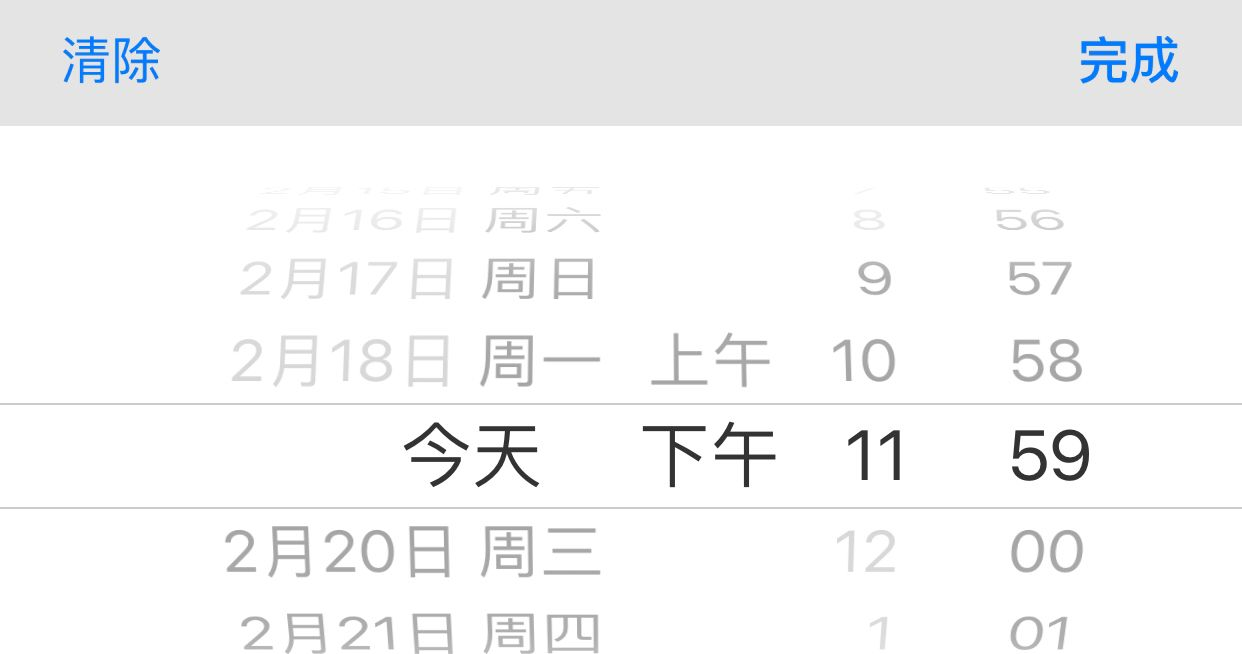 清除 完成
2月16日 周六 8 56
2月17日 周日 9 57
2月18日 周一 上午 10 58
今天 下午 11 59
2月20日 周三 12 00
2月21日 周四 1 01